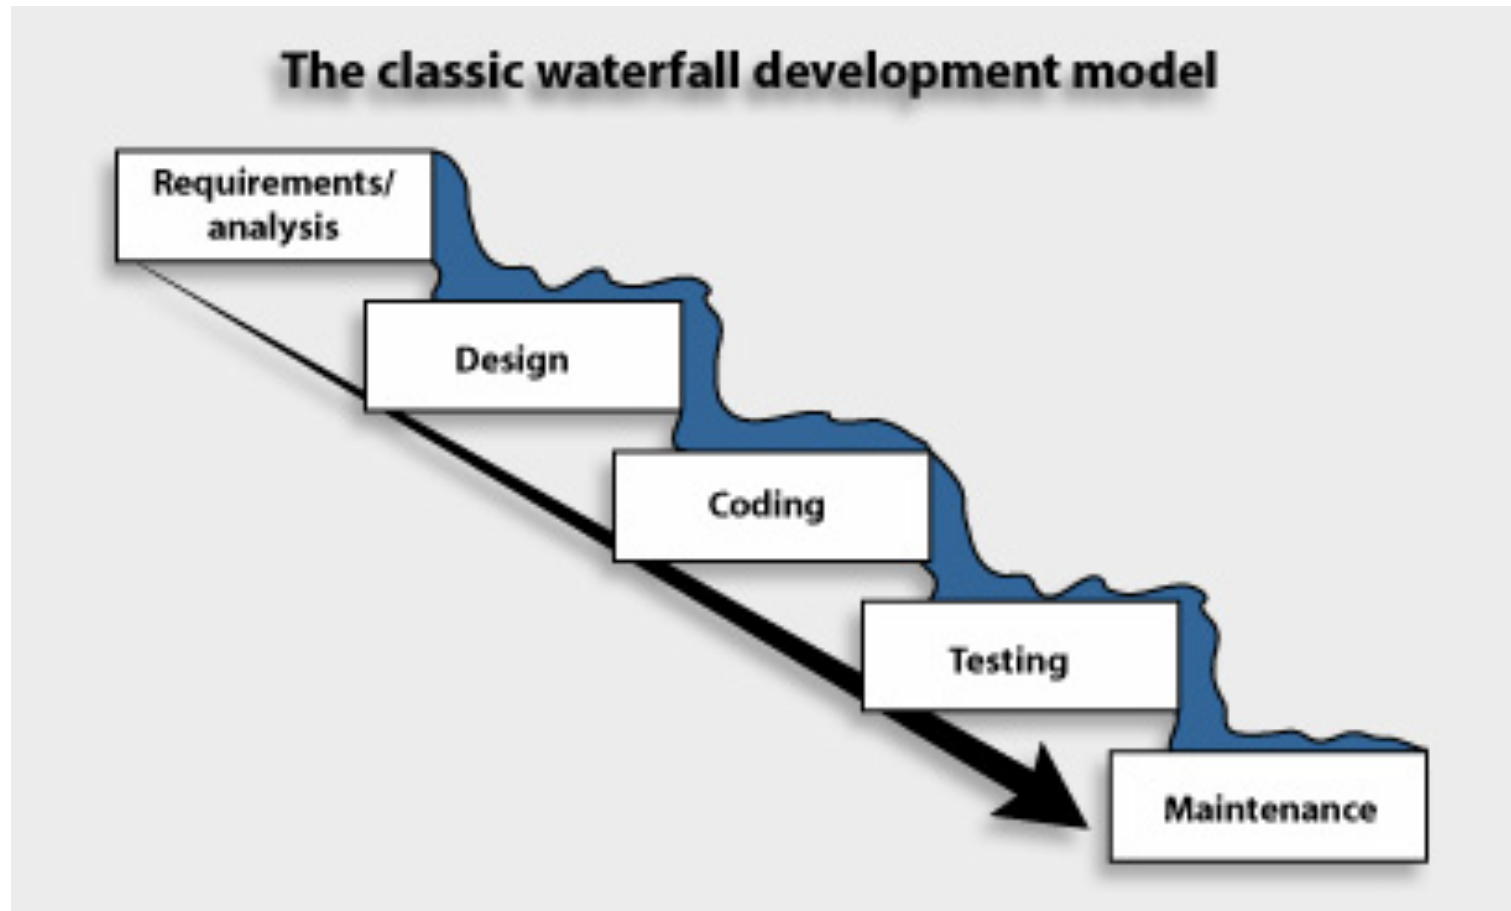 The classic waterfall development model
Requirements/
analysis
Design
Coding
Testing
Maintenance